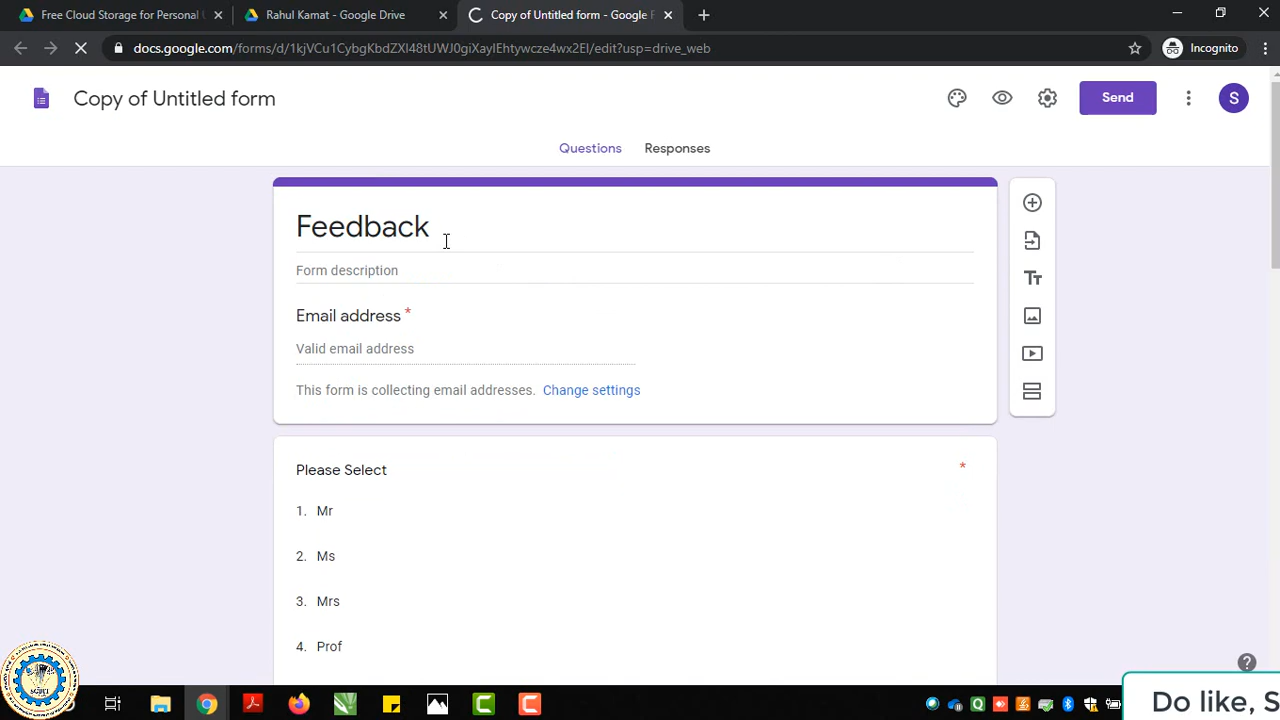 Free Cloud Storage for Personal
Rahul Kamat - Google Drive
Copy of Untitled form - Google F
docs.google.com/forms/d/1kjVCu1CybgKbdZXl48tUWJ0giXayIEhtywcze4wx2EI/edit?usp=drive_web
Incognito
Copy of Untitled form
Send
S
Questions
Responses
Feedback
Form description
Email address *
Valid email address
This form is collecting email addresses. Change settings
Please Select *
1. Mr
2. Ms
3. Mrs
4. Prof
Do like, S